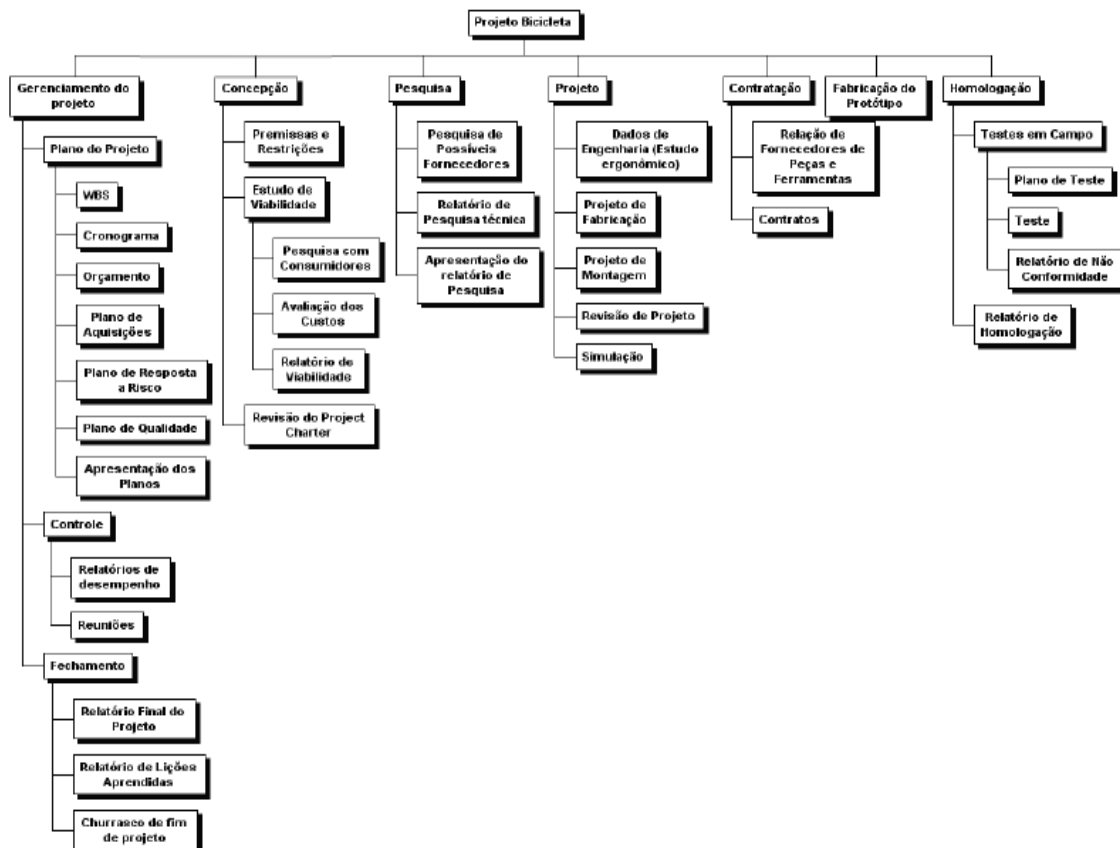 Projeto Bicicleta
Gerenciamento do
projeto
Plano do Projeto
WBS
Cronograma
Orçamento
Plano de
Aquisições
Plano de Resposta
a Risco
Plano de Qualidade
Apresentação dos
Planos
Controle
Relatórios de
desempenho
Reuniões
Fechamento
Relatório Final do
Projeto
Relatório de Lições
Aprendidas
Churrasco de fim
de projeto
Concepção
Premissas e
Restrições
Estudo de
Viabilidade
Pesquisa com
Consumidores
Avaliação dos
Custos
Relatório de
Viabilidade
Revisão do Project
Charter
Pesquisa
Pesquisa de
Possíveis
Fornecedores
Relatório de
Pesquisa técnica
Apresentação do
relatório de
Pesquisa
Projeto
Dados de
Engenharia (Estudo
ergonômico)
Projeto de
Fabricação
Projeto de
Montagem
Revisão de Projeto
Simulação
Contratação
Relação de
Fornecedores de
Peças e
Ferramentas
Contratos
Fabricação do
Protótipo
Homologação
Testes em Campo
Plano de Teste
Teste
Relatório de Não
Conformidade
Relatório de
Homologação